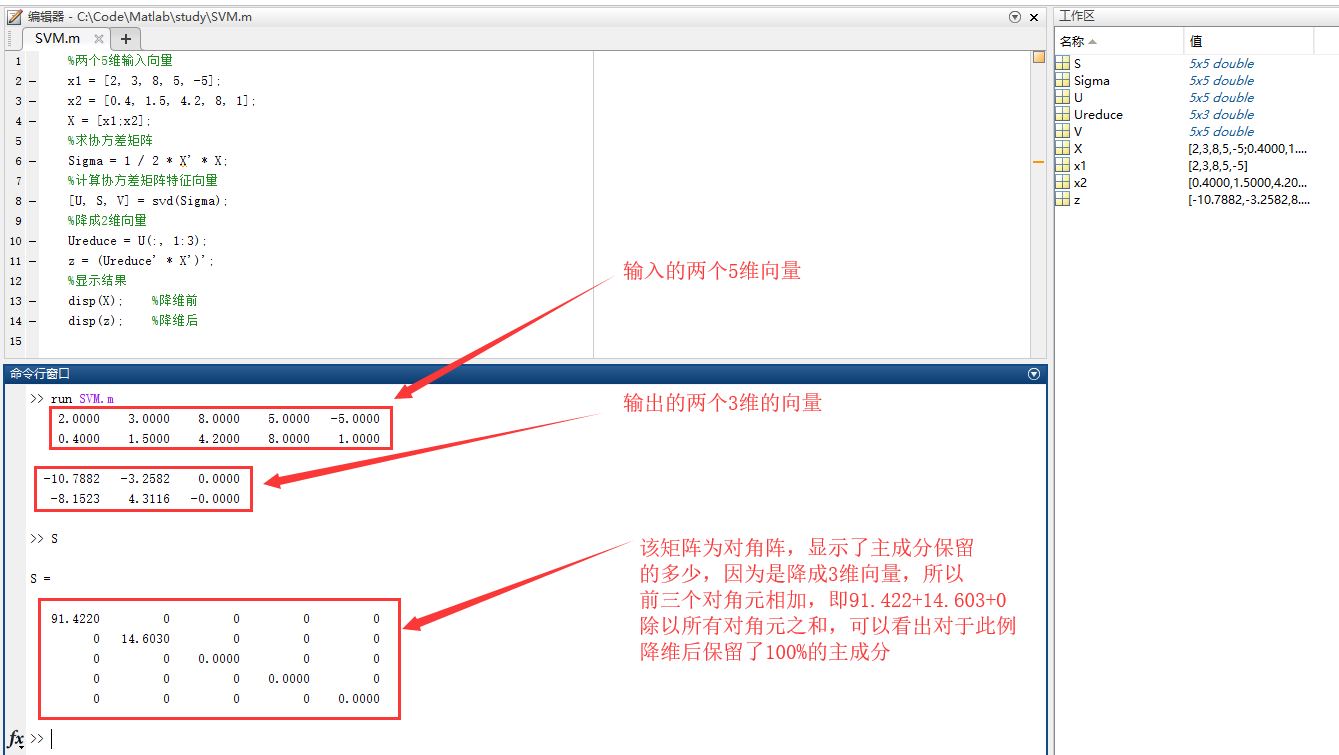 编辑器 - C:\Code\Matlab\study\SVM.m
SVM.m × +
1 %两个5维输入向量
2 – x1 = [2, 3, 8, 5, -5];
3 – x2 = [0.4, 1.5, 4.2, 8, 1];
4 – X = [x1;x2];
5 %求协方差矩阵
6 – Sigma = 1 / 2 * X' * X;
7 %计算协方差矩阵特征向量
8 – [U, S, V] = svd(Sigma);
9 %降成2维向量
10 – Ureduce = U(:, 1:3);
11 – z = (Ureduce' * X')';
12 %显示结果
13 – disp(X); %降维前
14 – disp(z); %降维后
15
输入的两个5维向量
命令行窗口
>> run SVM.m
2.0000 3.0000 8.0000 5.0000 -5.0000
0.4000 1.5000 4.2000 8.0000 1.0000
输出的两个3维的向量
-10.7882 -3.2582 0.0000
-8.1523 4.3116 -0.0000
>> S
S =
91.4220 0 0 0 0
0 14.6030 0 0 0
0 0 0.0000 0 0
0 0 0 0.0000 0
0 0 0 0 0.0000
该矩阵为对角阵，显示了主成分保留
的多少，因为是降成3维向量，所以
前三个对角元相加，即91.422+14.603+0
除以所有对角元之和，可以看出对于此例
降维后保留了100%的主成分
fx >>
工作区
名称 值
S 5x5 double
Sigma 5x5 double
U 5x5 double
Ureduce 5x3 double
V 5x5 double
X [2,3,8,5,-5;0.4000,1....
x1 [2,3,8,5,-5]
x2 [0.4000,1.5000,4.20...
z [-10.7882,-3.2582,8....